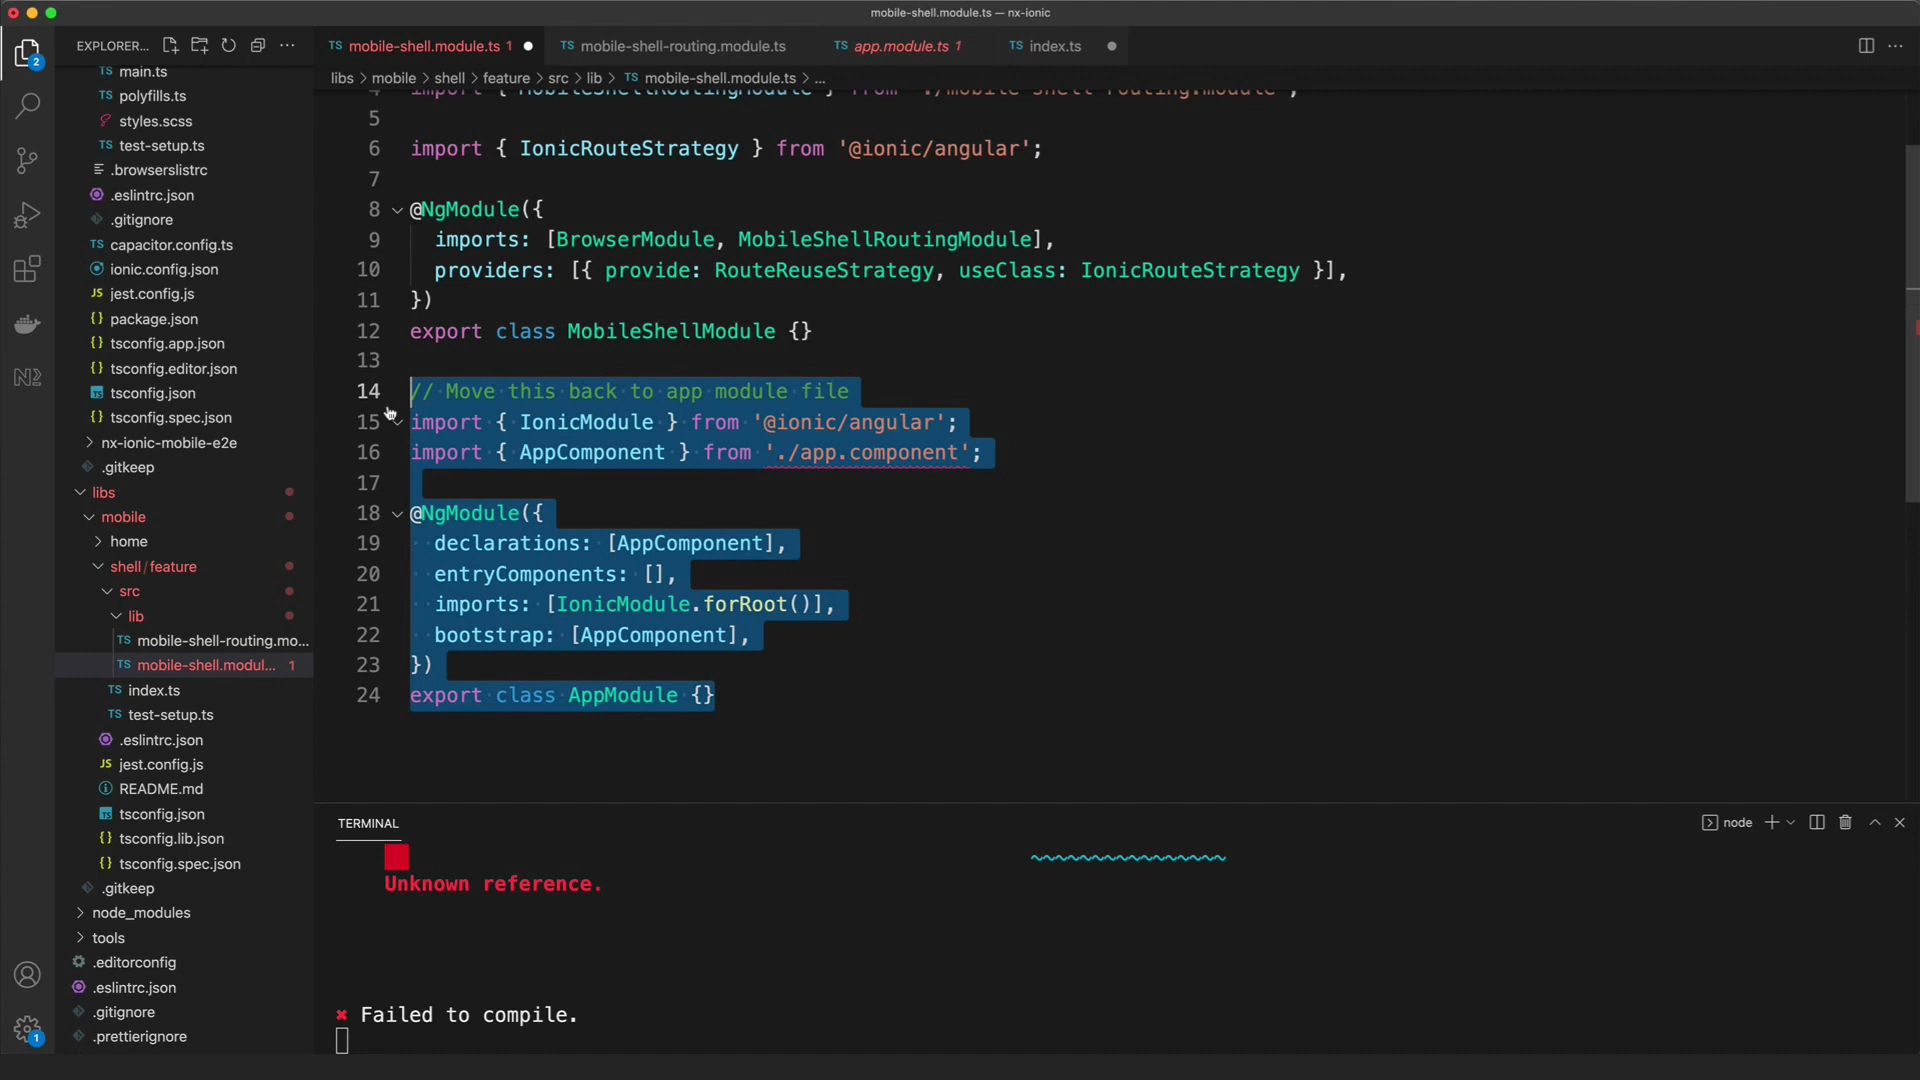 mobile-shell.module.ts — nx-ionic
EXPLORER...
mobile-shell.module.ts 1
mobile-shell-routing.module.ts
app.module.ts 1
index.ts
libs > mobile > shell > feature > src > lib > TS mobile-shell.module.ts > ...
2
main.ts
polyfills.ts
styles.scss
test-setup.ts
.browserslistrc
.eslintrc.json
.gitignore
capacitor.config.ts
ionic.config.json
jest.config.js
package.json
tsconfig.app.json
tsconfig.editor.json
tsconfig.json
tsconfig.spec.json
nx-ionic-mobile-e2e
.gitkeep
libs
mobile
home
shell/feature
src
lib
mobile-shell-routing.mo...
mobile-shell.modul... 1
index.ts
test-setup.ts
.eslintrc.json
jest.config.js
README.md
tsconfig.json
tsconfig.lib.json
tsconfig.spec.json
.gitkeep
node_modules
tools
.editorconfig
.eslintrc.json
.gitignore
.prettierignore
1
4 import { MobileShellRoutingModule } from './mobile-shell-routing.module';
5
6 import { IonicRouteStrategy } from '@ionic/angular';
7
8 @NgModule({
9 imports: [BrowserModule, MobileShellRoutingModule],
10 providers: [{ provide: RouteReuseStrategy, useClass: IonicRouteStrategy }],
11 })
12 export class MobileShellModule {}
13
14 // Move this back to app module file
15 import { IonicModule } from '@ionic/angular';
16 import { AppComponent } from './app.component';
17
18 @NgModule({
19 declarations: [AppComponent],
20 entryComponents: [],
21 imports: [IonicModule.forRoot()],
22 bootstrap: [AppComponent],
23 })
24 export class AppModule {}
TERMINAL
node
~~~~~~~~~~~~~~~~
Unknown reference.
✖ Failed to compile.